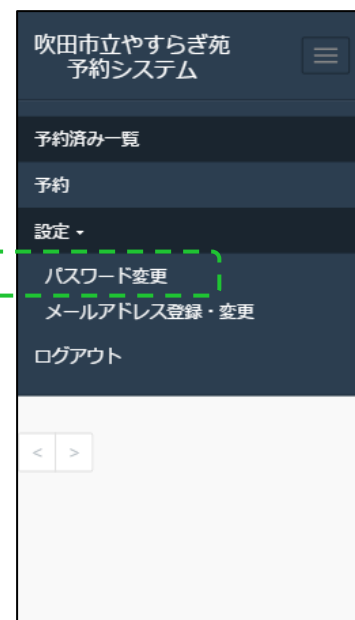 吹田市立やすらぎ苑
予約システム
予約済み一覧
予約
設定
パスワード変更
メールアドレス登録・変更
ログアウト
< >